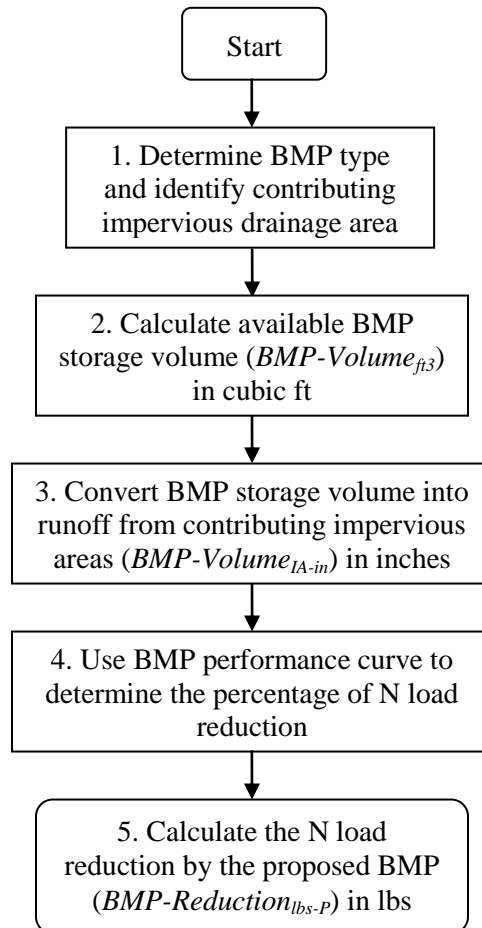 Start
1. Determine BMP type
and identify contributing
impervious drainage area
2. Calculate available BMP
storage volume (BMP-Volume_ft3)
in cubic ft
3. Convert BMP storage volume into
runoff from contributing impervious
areas (BMP-Volume_IA-in) in inches
4. Use BMP performance curve to
determine the percentage of N load
reduction
5. Calculate the N load
reduction by the proposed BMP
(BMP-Reduction_lbs-P) in lbs